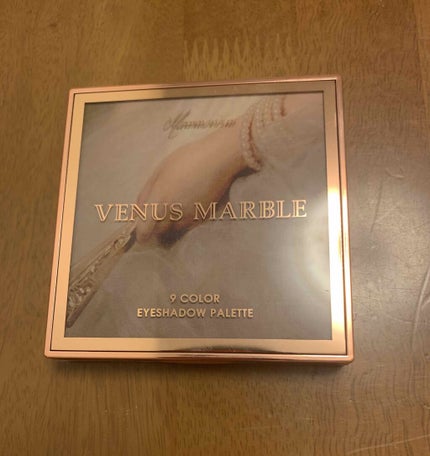 VENUS MARBLE
9 COLOR
EYESHADOW PALETTE